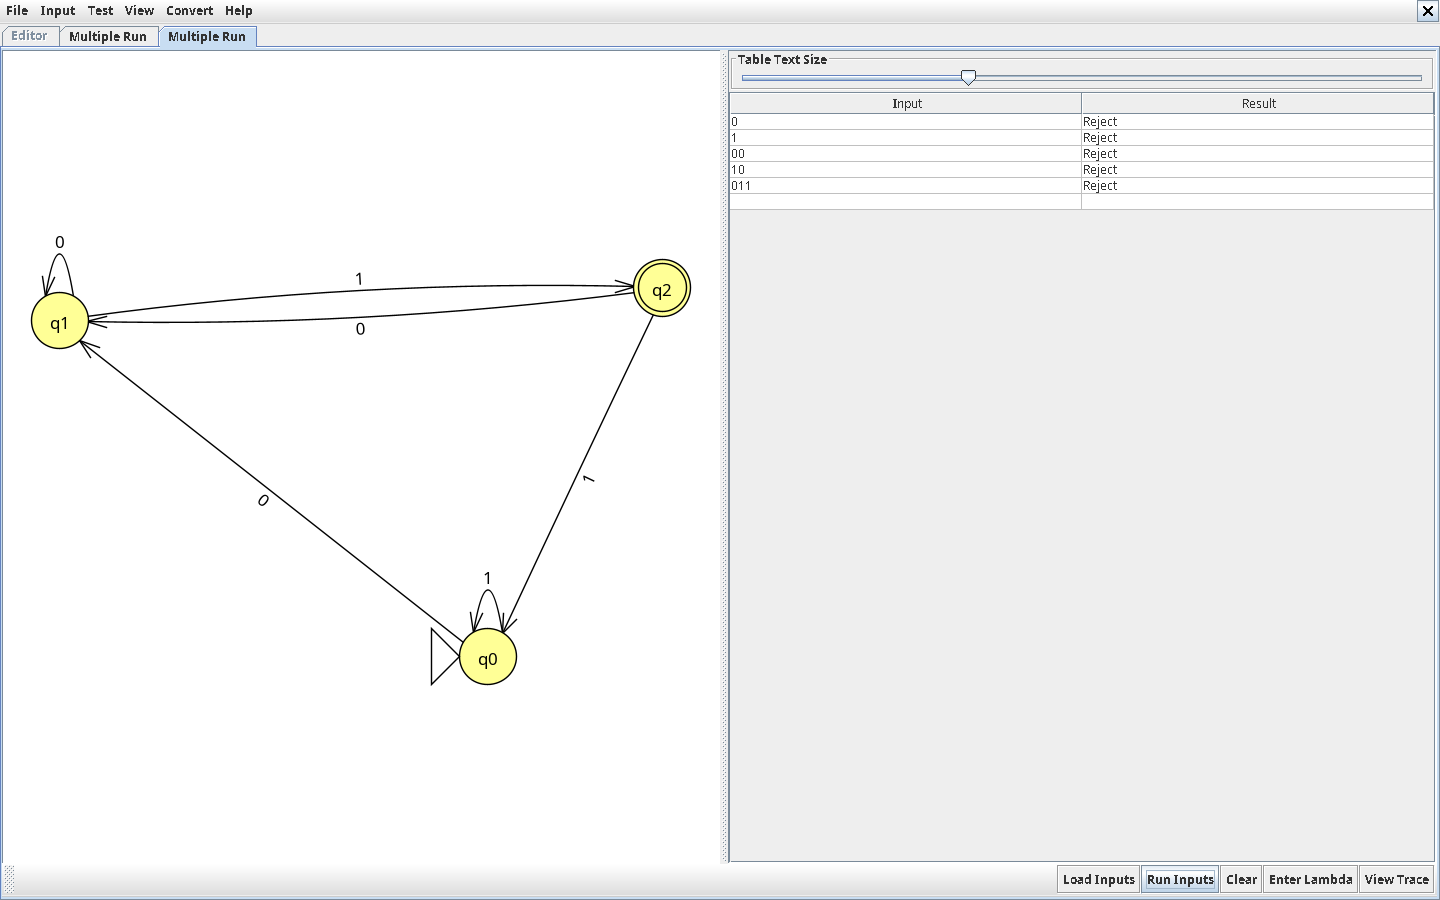 File Input Test View Convert Help
Editor Multiple Run Multiple Run
Table Text Size
Input Result
0 Reject
1 Reject
00 Reject
10 Reject
011 Reject
0
1
q2
q1
0
1
0
1
q0
Load Inputs Run Inputs Clear Enter Lambda View Trace